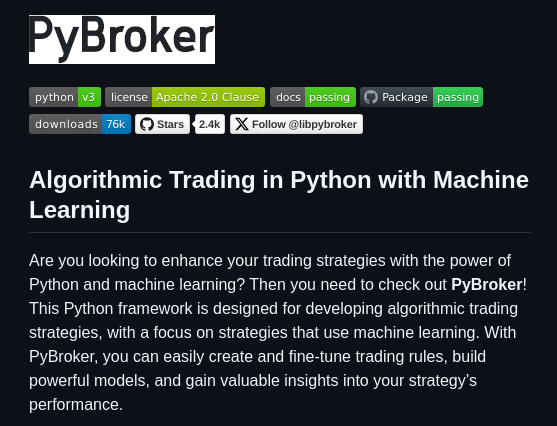 PyBroker
python v3 license Apache 2.0 Clause docs passing Package passing
downloads 76k Stars 2.4k Follow @libpybroker
Algorithmic Trading in Python with Machine
Learning
Are you looking to enhance your trading strategies with the power of
Python and machine learning? Then you need to check out PyBroker!
This Python framework is designed for developing algorithmic trading
strategies, with a focus on strategies that use machine learning. With
PyBroker, you can easily create and fine-tune trading rules, build
powerful models, and gain valuable insights into your strategy’s
performance.